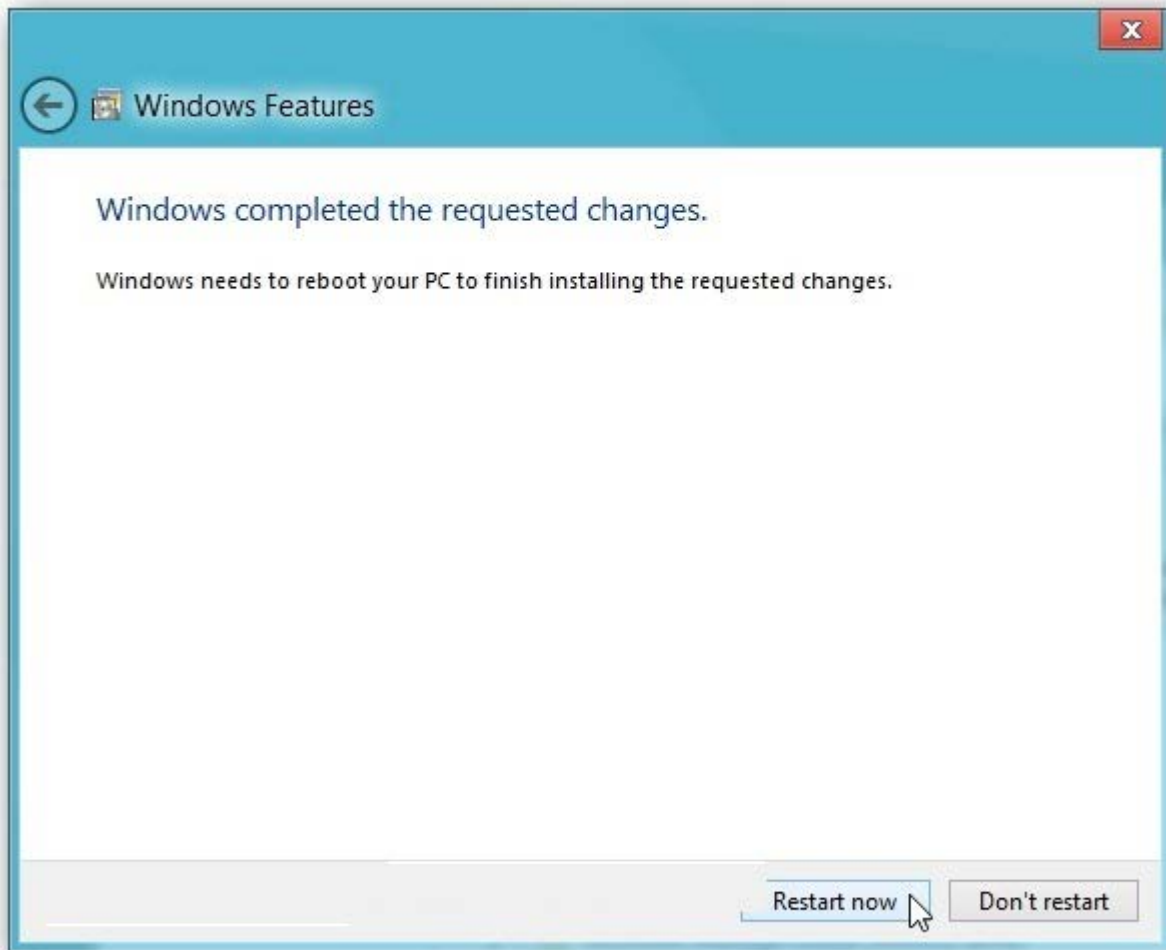 Windows Features
Windows completed the requested changes.
Windows needs to reboot your PC to finish installing the requested changes.
Restart now
Don't restart